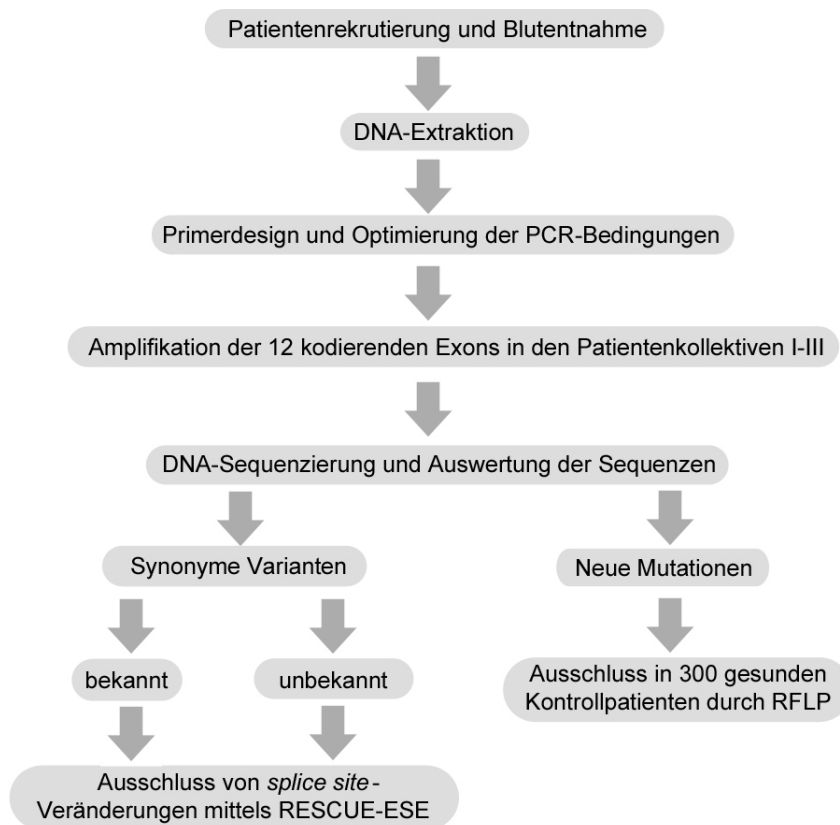 Patientenrekrutierung und Blutentnahme
DNA-Extraktion
Primerdesign und Optimierung der PCR-Bedingungen
Amplifikation der 12 kodierenden Exons in den Patientenkollektiven I-III
DNA-Sequenzierung und Auswertung der Sequenzen
Synonyme Varianten
Neue Mutationen
bekannt
unbekannt
Ausschluss in 300 gesunden
Kontrollpatienten durch RFLP
Ausschluss von splice site-
Veränderungen mittels RESCUE-ESE